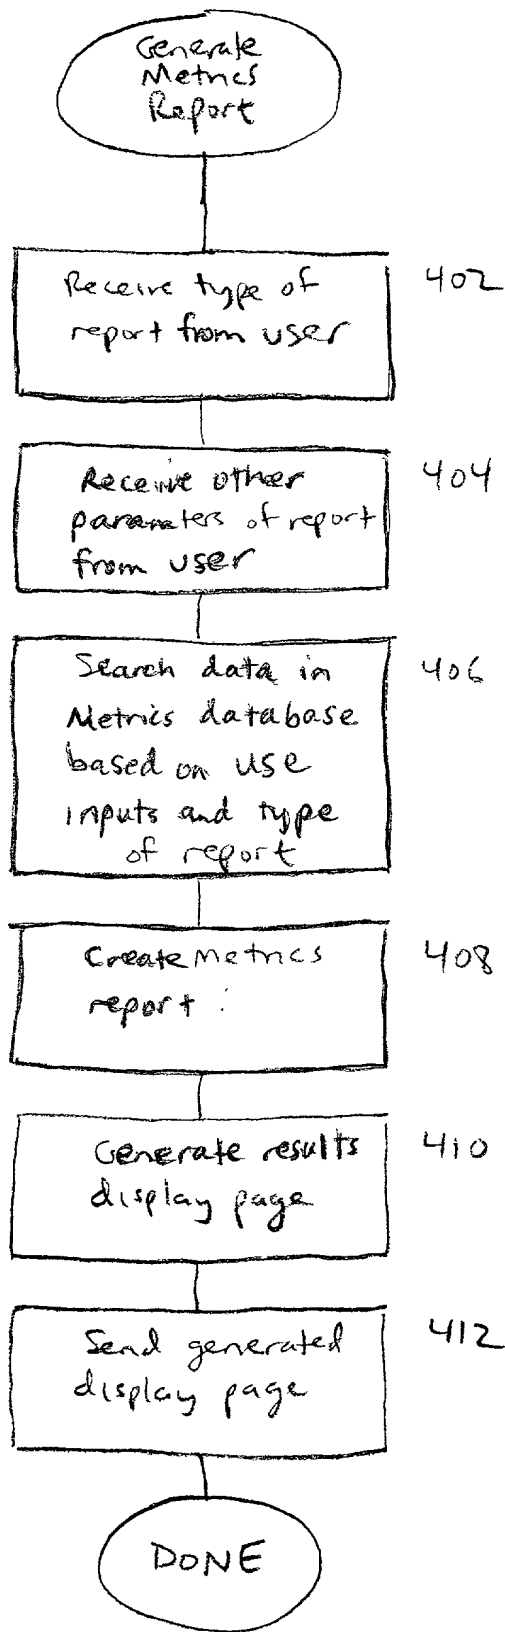 Generate
Metrics
Report
Receive type of
report from user
402
Receive other
parameters of report
from user
404
Search data in
Metrics database
based on use
inputs and type
of report
406
Create Metrics
report
408
Generate results
display page
410
Send generated
display page
412
DONE